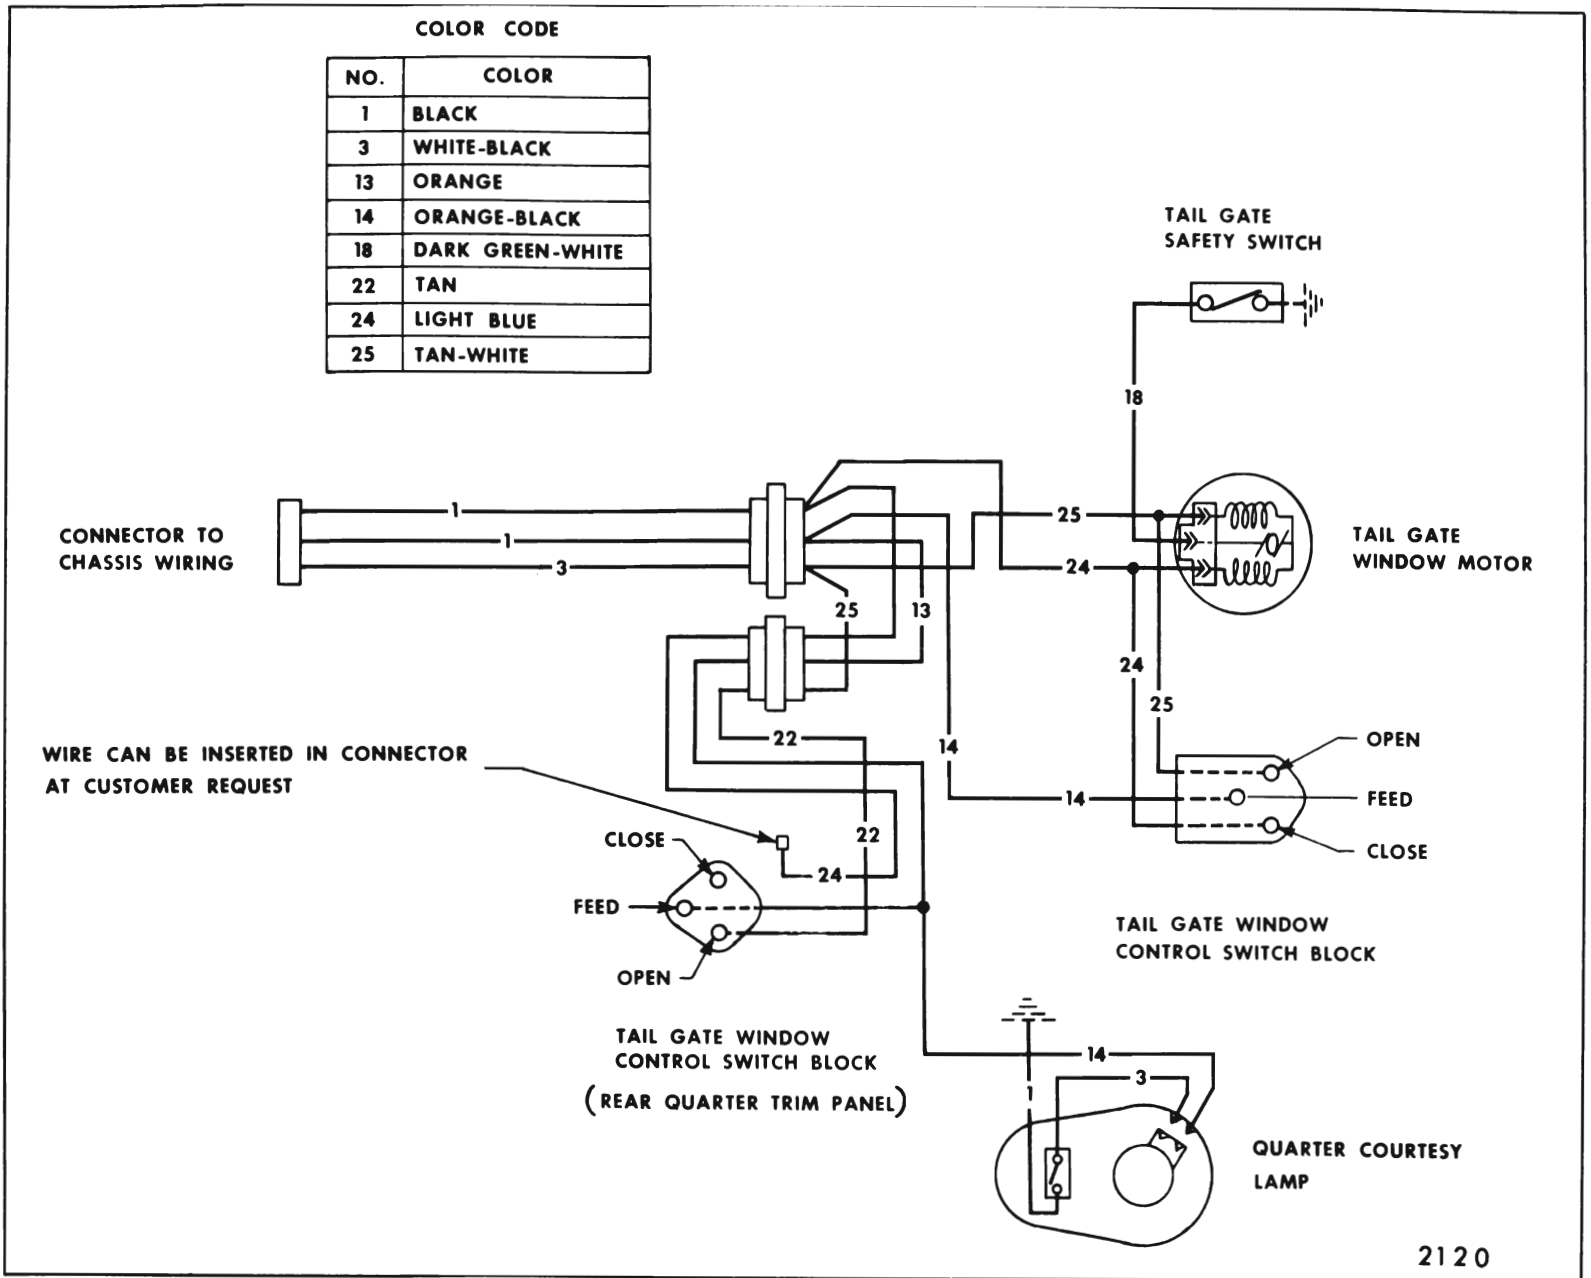 COLOR CODE
NO. COLOR
1 BLACK
3 WHITE-BLACK
13 ORANGE
14 ORANGE-BLACK
18 DARK GREEN-WHITE
22 TAN
24 LIGHT BLUE
25 TAN-WHITE
TAIL GATE
SAFETY SWITCH
18
CONNECTOR TO
CHASSIS WIRING
1
1
3
25
24
TAIL GATE
WINDOW MOTOR
25
13
24
25
22
14
WIRE CAN BE INSERTED IN CONNECTOR
AT CUSTOMER REQUEST
OPEN
14
FEED
CLOSE
CLOSE
22
24
FEED
OPEN
TAIL GATE WINDOW
CONTROL SWITCH BLOCK
TAIL GATE WINDOW
CONTROL SWITCH BLOCK
(REAR QUARTER TRIM PANEL)
14
3
1
QUARTER COURTESY
LAMP
2120